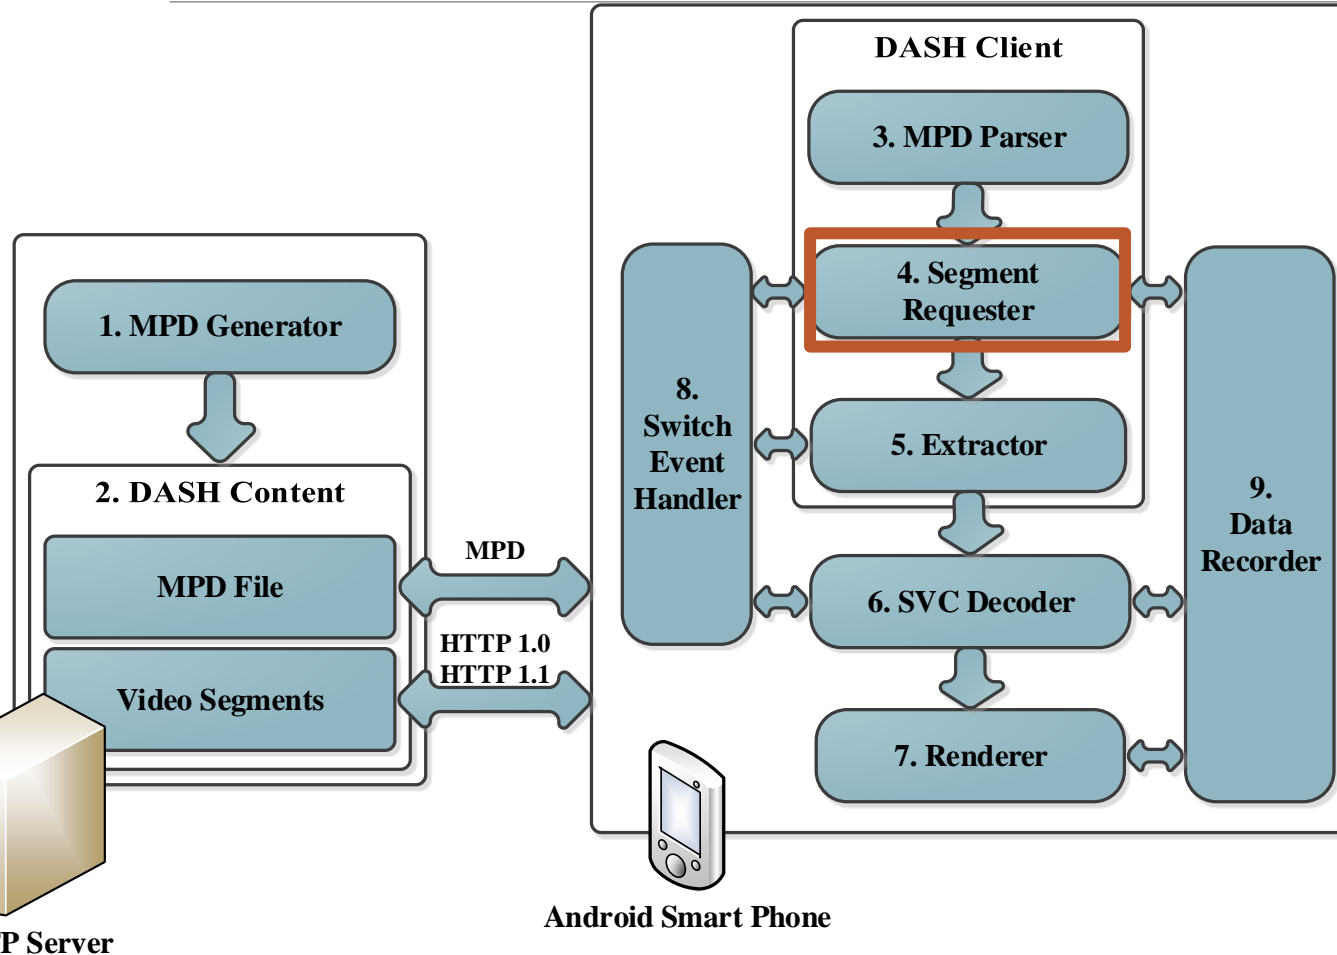 DASH Client
3. MPD Parser
4. Segment
Requester
5. Extractor
6. SVC Decoder
7. Renderer
8.
Switch
Event
Handler
9.
Data
Recorder
1. MPD Generator
2. DASH Content
MPD File
Video Segments
MPD
HTTP 1.0
HTTP 1.1
Android Smart Phone
P Server